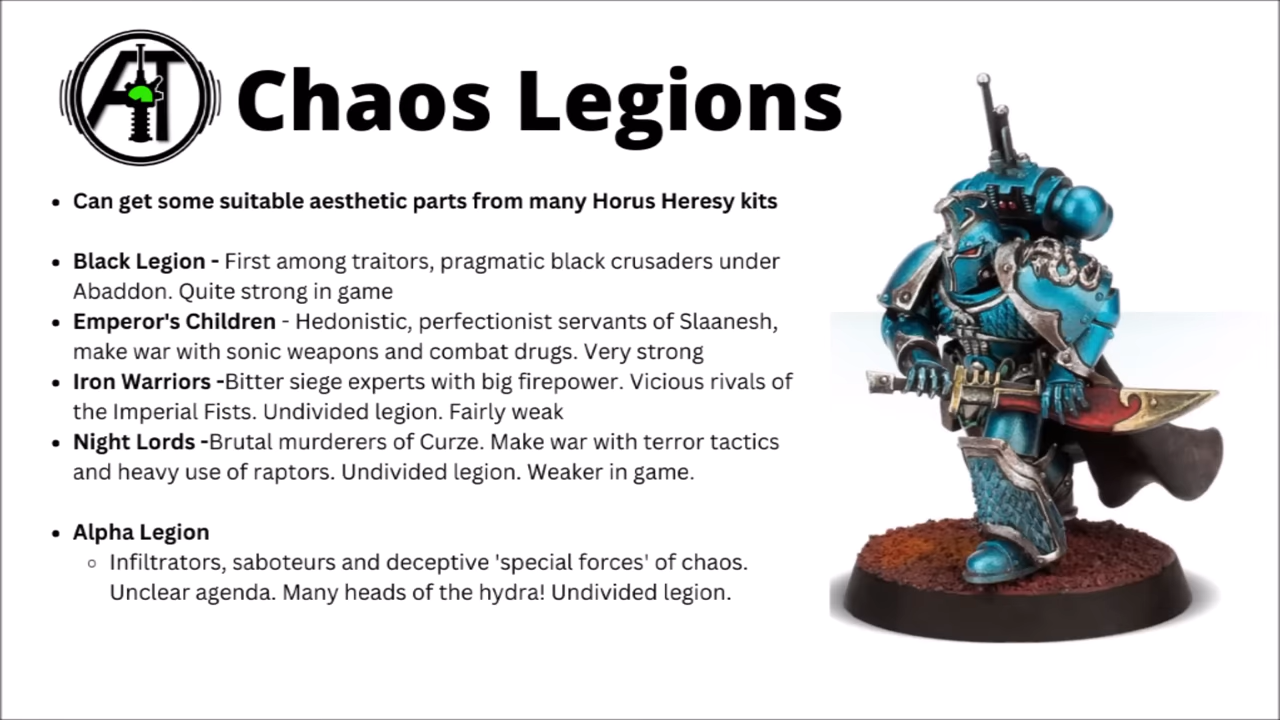 AT
Chaos Legions
• Can get some suitable aesthetic parts from many Horus Heresy kits
• Black Legion - First among traitors, pragmatic black crusaders under
Abaddon. Quite strong in game
• Emperor's Children - Hedonistic, perfectionist servants of Slaanesh,
make war with sonic weapons and combat drugs. Very strong
• Iron Warriors -Bitter siege experts with big firepower. Vicious rivals of
the Imperial Fists. Undivided legion. Fairly weak
• Night Lords -Brutal murderers of Curze. Make war with terror tactics
and heavy use of raptors. Undivided legion. Weaker in game.
• Alpha Legion
◦ Infiltrators, saboteurs and deceptive 'special forces' of chaos.
Unclear agenda. Many heads of the hydra! Undivided legion.